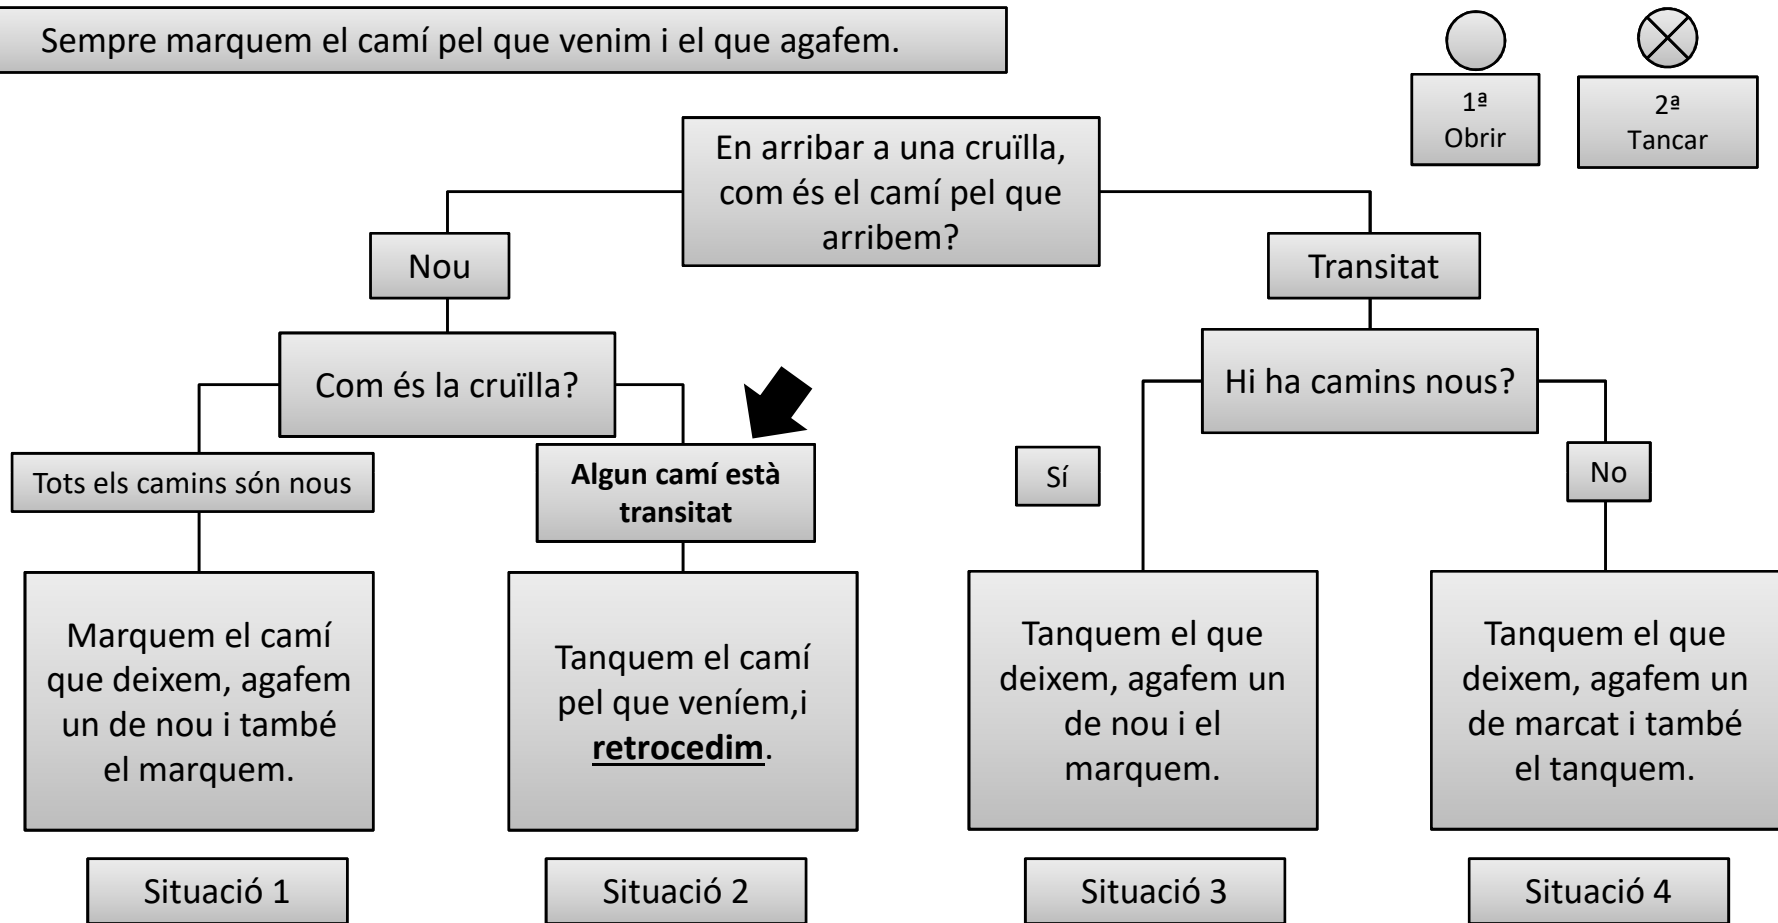 Sempre marquem el camí pel que venim i el que agafem.
1ª
Obrir
2ª
Tancar
En arribar a una cruïlla,
com és el camí pel que
arribem?
Nou
Transitat
Com és la cruïlla?
Hi ha camins nous?
Tots els camins són nous
Algun camí està
transitat
Sí
No
Marquem el camí
que deixem, agafem
un de nou i també
el marquem.
Tanquem el camí
pel que veníem,i
retrocedim.
Tanquem el que
deixem, agafem un
de nou i el
marquem.
Tanquem el que
deixem, agafem un
de marcat i també
el tanquem.
Situació 1
Situació 2
Situació 3
Situació 4